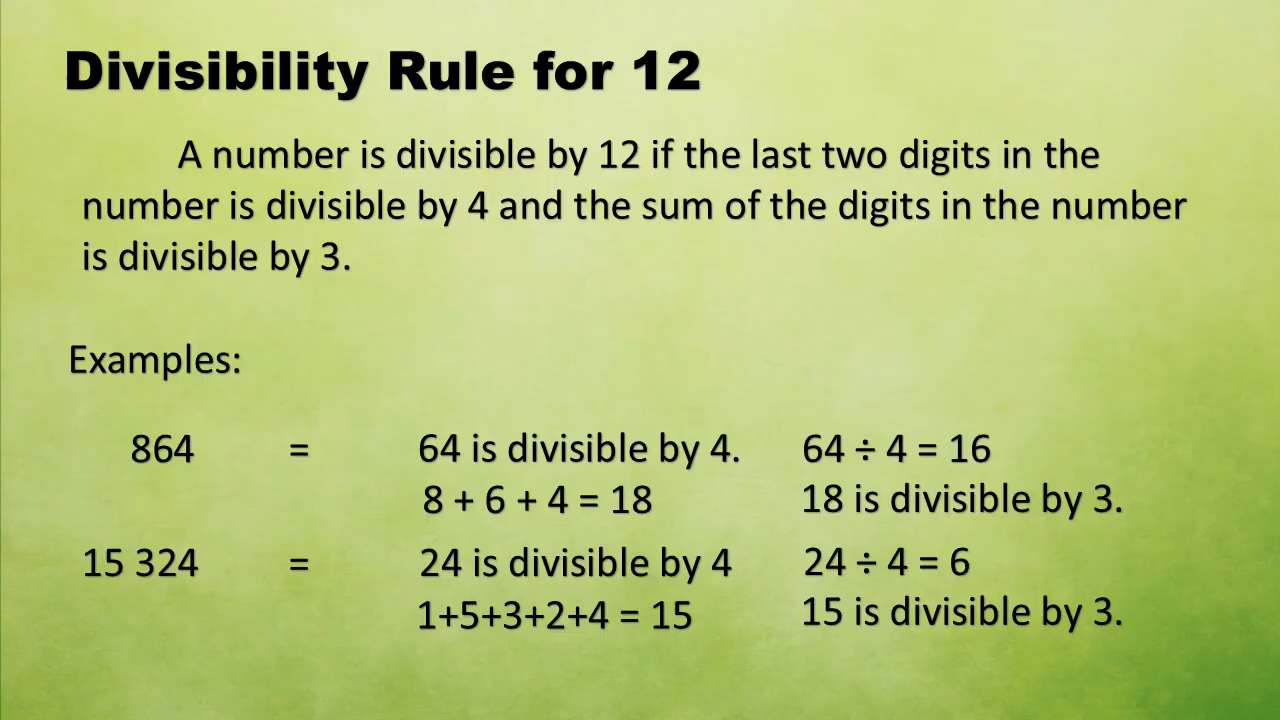 Divisibility Rule for 12
A number is divisible by 12 if the last two digits in the
number is divisible by 4 and the sum of the digits in the number
is divisible by 3.
Examples:
864 = 64 is divisible by 4. 64 ÷ 4 = 16
8 + 6 + 4 = 18 18 is divisible by 3.
15 324 = 24 is divisible by 4 24 ÷ 4 = 6
1+5+3+2+4 = 15 15 is divisible by 3.